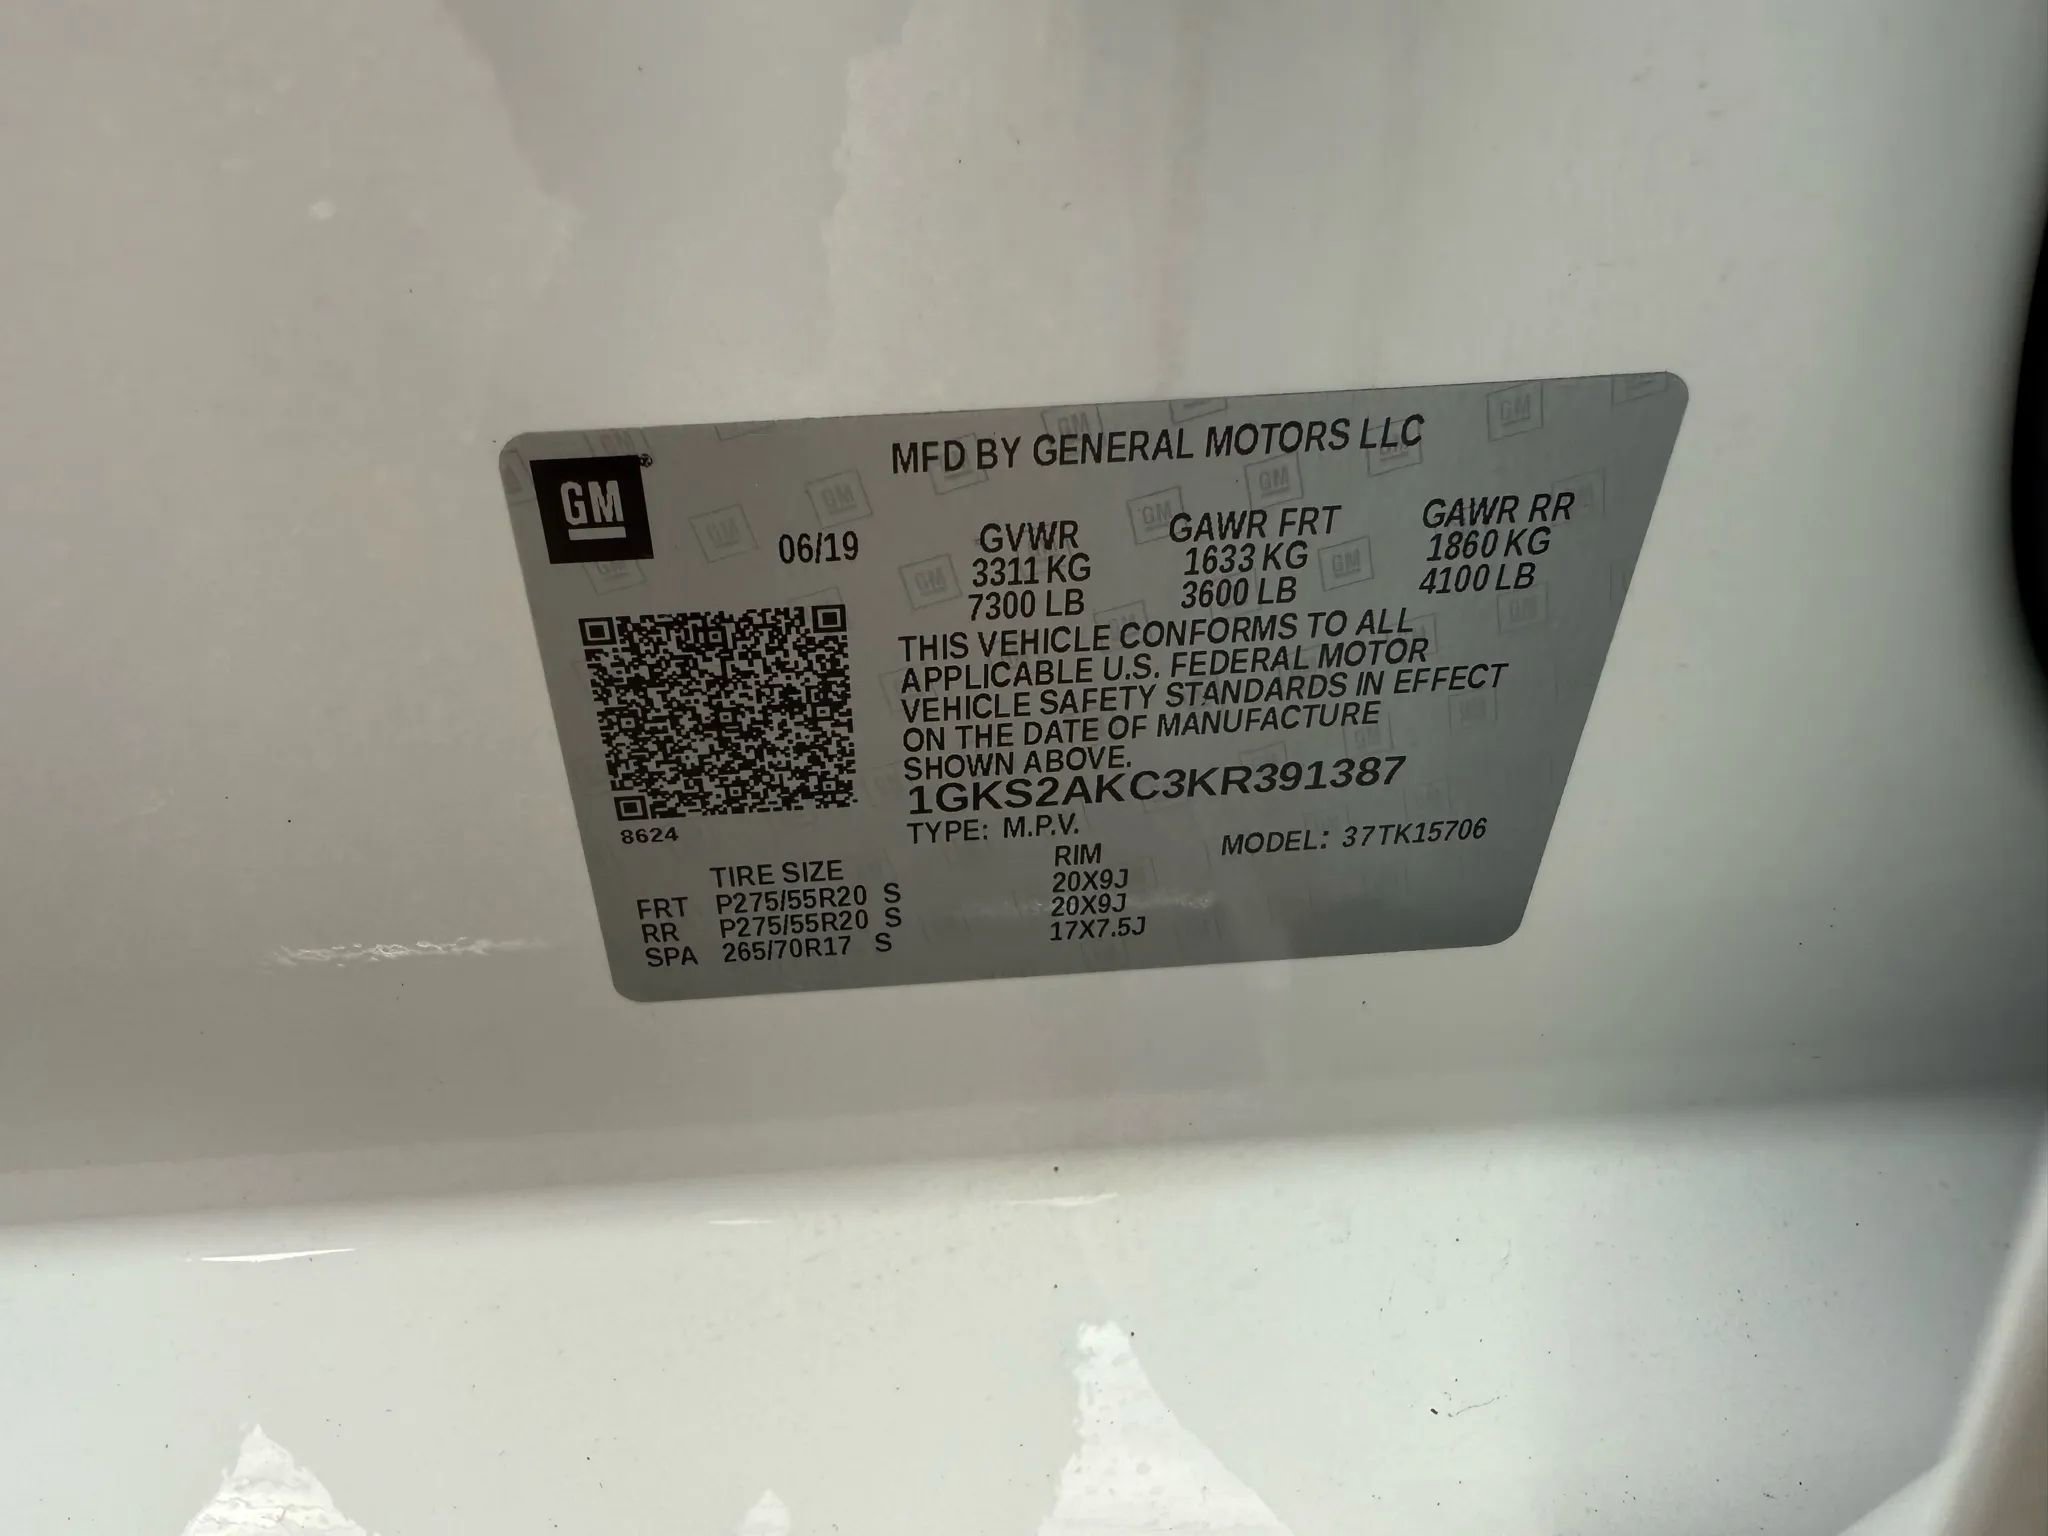 GM
MFD BY GENERAL MOTORS LLC
06/19
GVWR GAWR FRT GAWR RR
3311 KG 1633 KG 1860 KG
7300 LB 3600 LB 4100 LB
THIS VEHICLE CONFORMS TO ALL
APPLICABLE U.S. FEDERAL MOTOR
VEHICLE SAFETY STANDARDS IN EFFECT
ON THE DATE OF MANUFACTURE
SHOWN ABOVE.
1GKS2AKC3KR391387
8624
TYPE: M.P.V. MODEL: 37TK15706
TIRE SIZE RIM
FRT P275/55R20 S 20X9J
RR P275/55R20 S 20X9J
SPA 265/70R17 S 17X7.5J